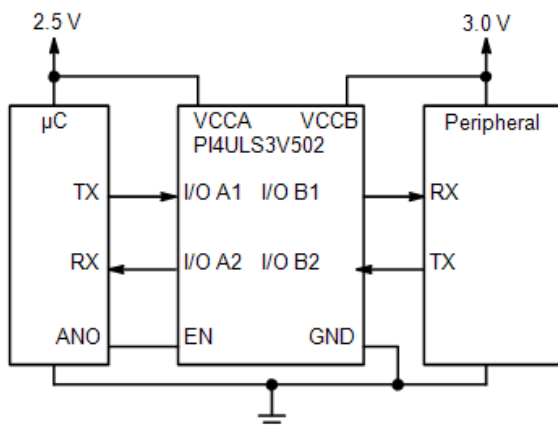 2.5 V
3.0 V
µC
VCCA
VCCB
Peripheral
PI4ULS3V502
TX
I/O A1
I/O B1
RX
RX
I/O A2
I/O B2
TX
ANO
EN
GND